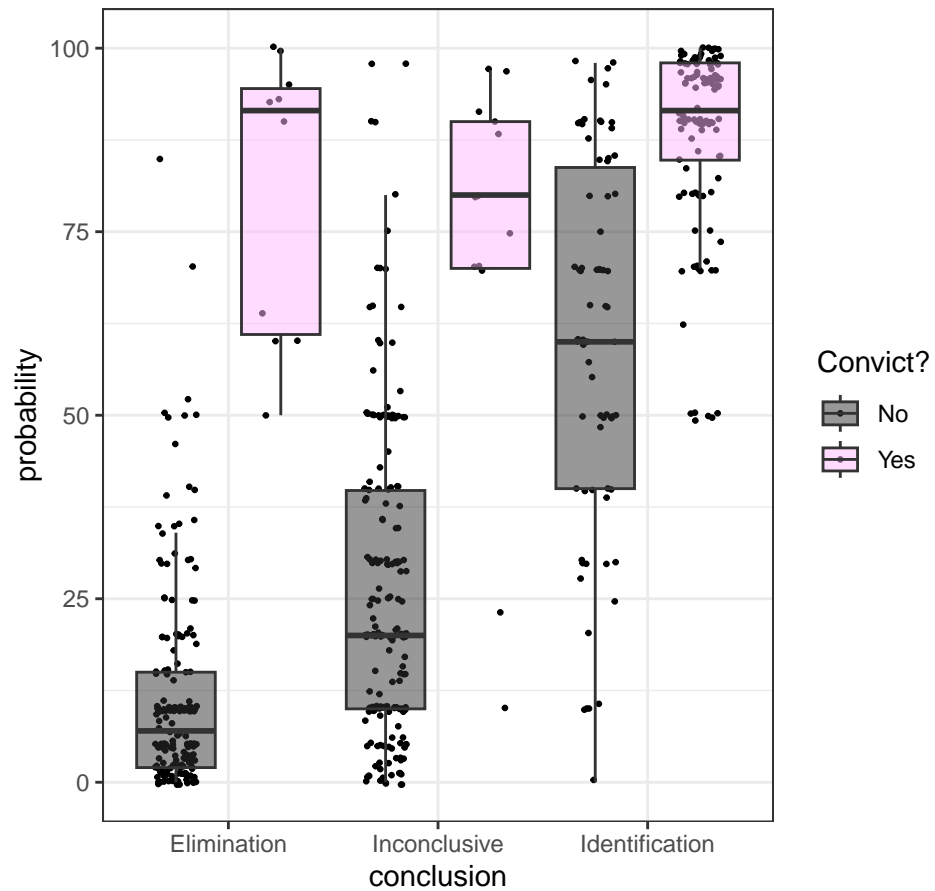 100
75
50
25
0
probability
Elimination
Inconclusive
Identification
conclusion
Convict?
No
Yes